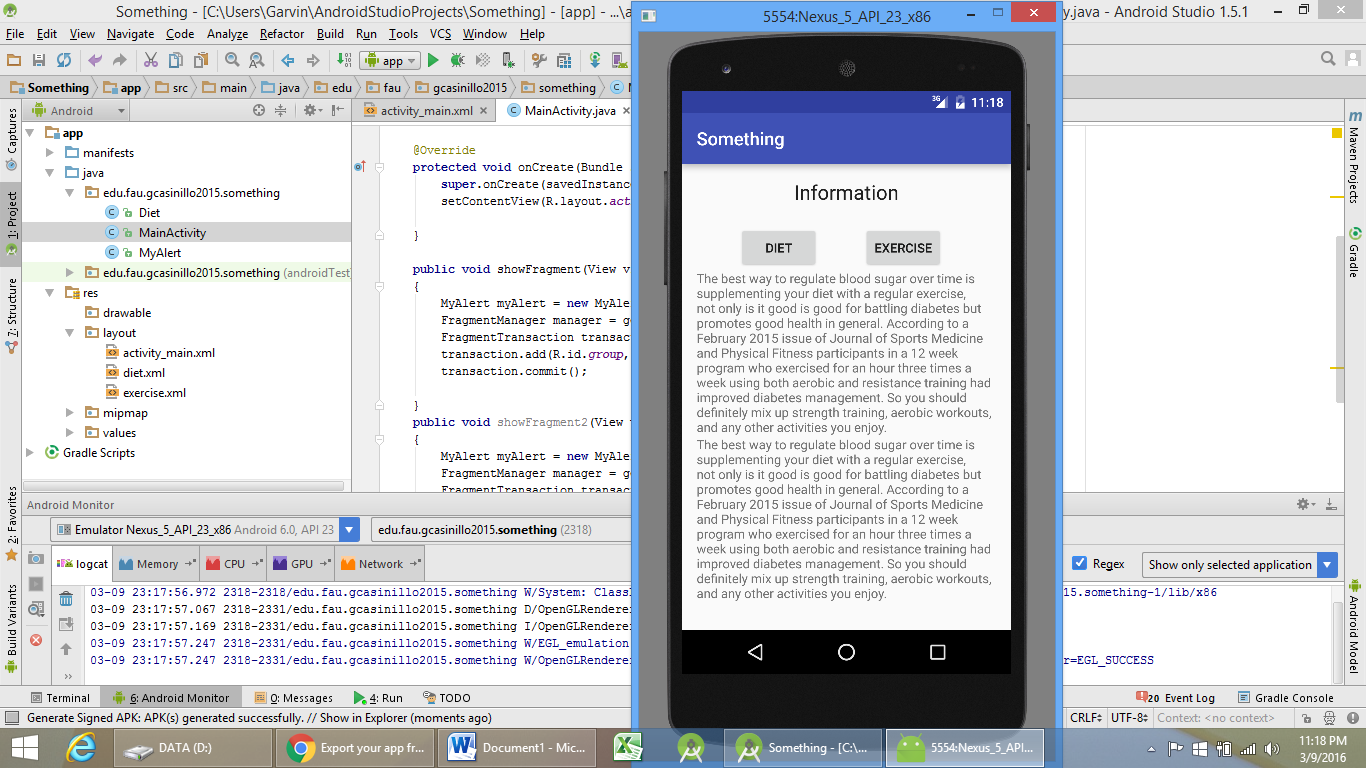 Something - [C:\Users\Garvin\AndroidStudioProjects\Something] - [app] - ...\a
5554:Nexus_5_API_23_x86
y.java - Android Studio 1.5.1
File Edit View Navigate Code Analyze Refactor Build Run Tools VCS Window Help
app
Something app src main java edu fau gcasinillo2015 something
Android
activity_main.xml
MainActivity.java
Captures
1: Project
7: Structure
2: Favorites
Build Variants
app
manifests
java
edu.fau.gcasinillo2015.something
Diet
MainActivity
MyAlert
edu.fau.gcasinillo2015.something (androidTest
res
drawable
layout
activity_main.xml
diet.xml
exercise.xml
mipmap
values
Gradle Scripts
@Override
protected void onCreate(Bundle
super.onCreate(savedInstanc
setContentView(R.layout.act
}
public void showFragment(View v
{
MyAlert myAlert = new MyAler
FragmentManager manager = ge
FragmentTransaction transac
transaction.add(R.id.group,
transaction.commit();
}
public void showFragment2(View
{
MyAlert myAlert = new MyAler
FragmentManager manager = ge
FragmentTransaction transac
3G 11:18
Something
Information
DIET EXERCISE
The best way to regulate blood sugar over time is
supplementing your diet with a regular exercise,
not only is it good is good for battling diabetes but
promotes good health in general. According to a
February 2015 issue of Journal of Sports Medicine
and Physical Fitness participants in a 12 week
program who exercised for an hour three times a
week using both aerobic and resistance training had
improved diabetes management. So you should
definitely mix up strength training, aerobic workouts,
and any other activities you enjoy.
The best way to regulate blood sugar over time is
supplementing your diet with a regular exercise,
not only is it good is good for battling diabetes but
promotes good health in general. According to a
February 2015 issue of Journal of Sports Medicine
and Physical Fitness participants in a 12 week
program who exercised for an hour three times a
week using both aerobic and resistance training had
improved diabetes management. So you should
definitely mix up strength training, aerobic workouts,
and any other activities you enjoy.
Maven Projects
Gradle
Android Model
Android Monitor
Emulator Nexus_5_API_23_x86 Android 6.0, API 23
edu.fau.gcasinillo2015.something (2318)
logcat Memory CPU GPU Network
Regex
Show only selected application
03-09 23:17:56.972 2318-2318/edu.fau.gcasinillo2015.something W/System: Class 15.something-1/lib/x86
03-09 23:17:57.067 2318-2331/edu.fau.gcasinillo2015.something D/OpenGLRendere
03-09 23:17:57.169 2318-2331/edu.fau.gcasinillo2015.something I/OpenGLRendere
03-09 23:17:57.247 2318-2331/edu.fau.gcasinillo2015.something W/EGL_emulation
03-09 23:17:57.247 2318-2331/edu.fau.gcasinillo2015.something W/OpenGLRendere r=EGL_SUCCESS
Terminal 6: Android Monitor 0: Messages 4: Run TODO
20 Event Log Gradle Console
Generate Signed APK: APK(s) generated successfully. // Show in Explorer (moments ago)
CRLF UTF-8 Context: <no context>
DATA (D:)
Export your app fr...
Document1 - Mic...
Something - [C:\...
5554:Nexus_5_API...
11:18 PM
3/9/2016